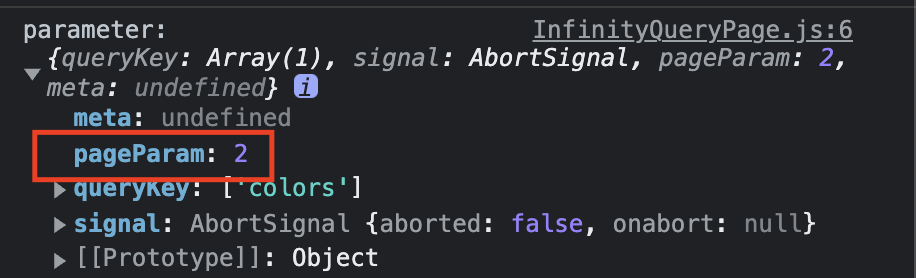 parameter: InfinityQueryPage.js:6
{queryKey: Array(1), signal: AbortSignal, pageParam: 2,
meta: undefined} i
meta: undefined
pageParam: 2
queryKey: ['colors']
signal: AbortSignal {aborted: false, onabort: null}
[[Prototype]]: Object